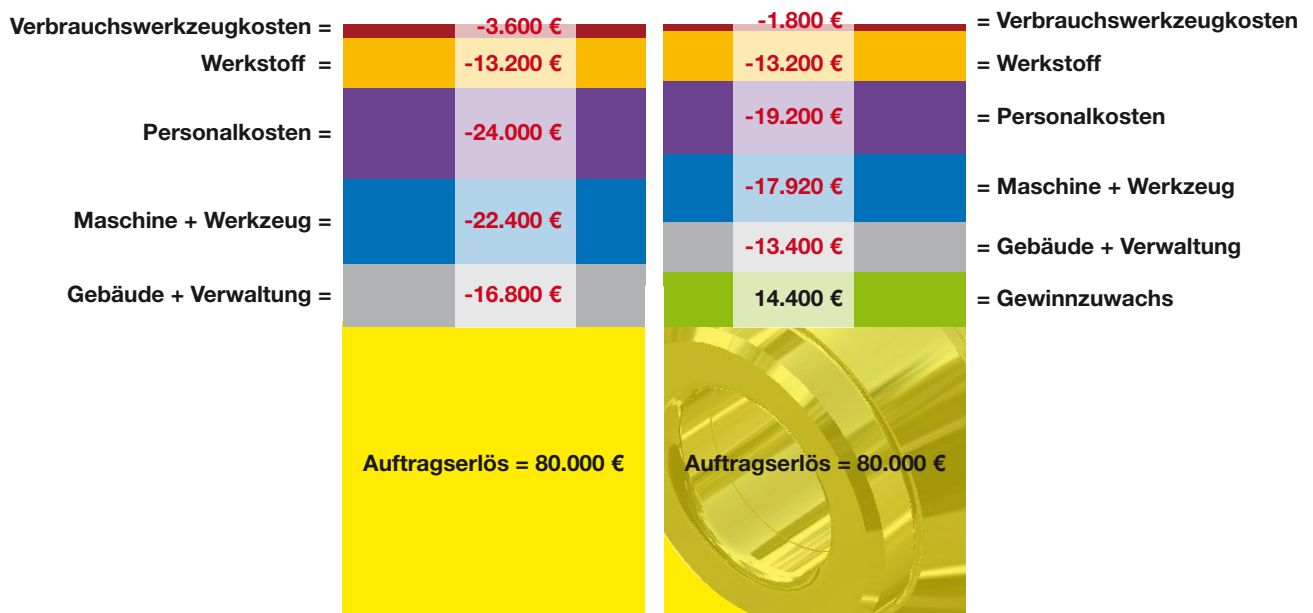 Verbrauchswerkzeugkosten = -3.600 €
Werkstoff = -13.200 €
Personalkosten = -24.000 €
Maschine + Werkzeug = -22.400 €
Gebäude + Verwaltung = -16.800 €
Auftragserlös = 80.000 €
-1.800 € = Verbrauchswerkzeugkosten
-13.200 € = Werkstoff
-19.200 € = Personalkosten
-17.920 € = Maschine + Werkzeug
-13.400 € = Gebäude + Verwaltung
14.400 € = Gewinnzuwachs
Auftragserlös = 80.000 €